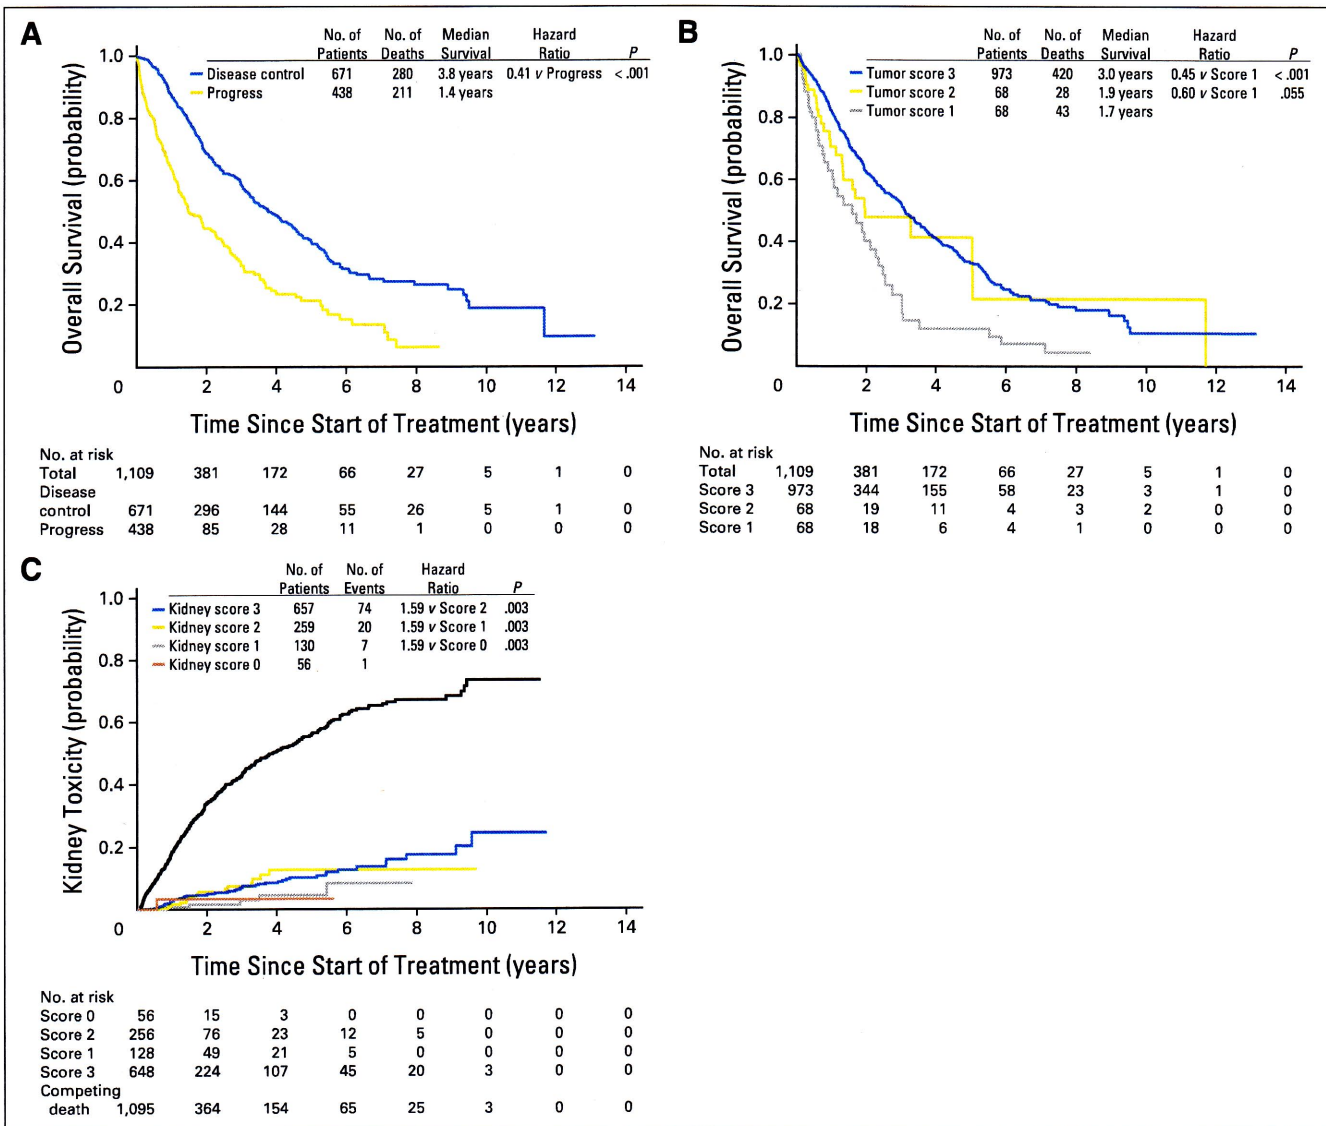 A
No. of No. of Median Hazard
Patients Deaths Survival Ratio P
Disease control 671 280 3.8 years 0.41 v Progress < .001
Progress 438 211 1.4 years
Overall Survival (probability)
1.0
0.8
0.6
0.4
0.2
0 2 4 6 8 10 12 14
Time Since Start of Treatment (years)
No. at risk
Total 1,109 381 172 66 27 5 1 0
Disease
control 671 296 144 55 26 5 1 0
Progress 438 85 28 11 1 0 0 0
B
No. of No. of Median Hazard
Patients Deaths Survival Ratio P
Tumor score 3 973 420 3.0 years 0.45 v Score 1 < .001
Tumor score 2 68 28 1.9 years 0.60 v Score 1 .055
Tumor score 1 68 43 1.7 years
Overall Survival (probability)
1.0
0.8
0.6
0.4
0.2
0 2 4 6 8 10 12 14
Time Since Start of Treatment (years)
No. at risk
Total 1,109 381 172 66 27 5 1 0
Score 3 973 344 155 58 23 3 1 0
Score 2 68 19 11 4 3 2 0 0
Score 1 68 18 6 4 1 0 0 0
C
No. of No. of Hazard
Patients Events Ratio P
Kidney score 3 657 74 1.59 v Score 2 .003
Kidney score 2 259 20 1.59 v Score 1 .003
Kidney score 1 130 7 1.59 v Score 0 .003
Kidney score 0 56 1
Kidney Toxicity (probability)
1.0
0.8
0.6
0.4
0.2
0 2 4 6 8 10 12 14
Time Since Start of Treatment (years)
No. at risk
Score 0 56 15 3 0 0 0 0 0
Score 2 256 76 23 12 5 0 0 0
Score 1 128 49 21 5 0 0 0 0
Score 3 648 224 107 45 20 3 0 0
Competing
death 1,095 364 154 65 25 3 0 0